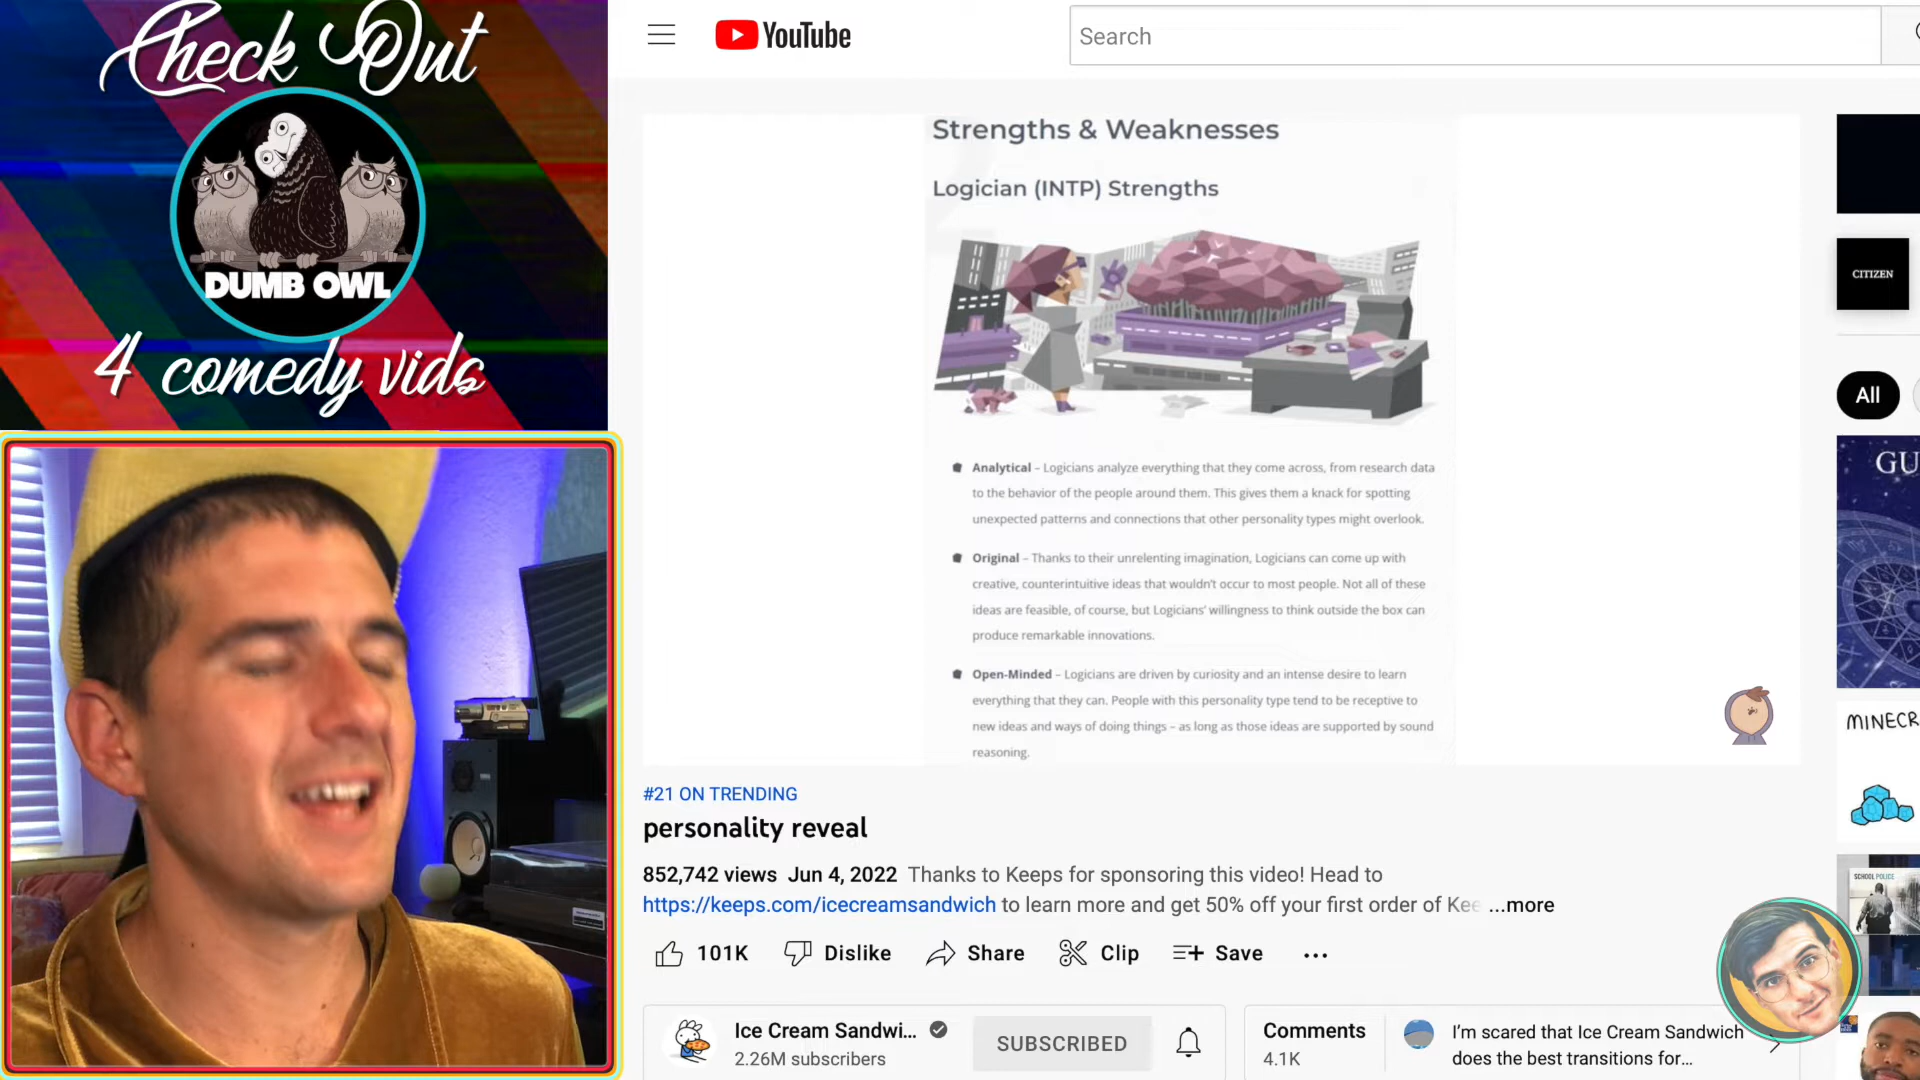 Check Out
DUMB OWL
4 comedy vids
YouTube
Search
Strengths & Weaknesses
Logician (INTP) Strengths
Analytical – Logicians analyze everything that they come across, from research data
to the behavior of the people around them. This gives them a knack for spotting
unexpected patterns and connections that other personality types might overlook.
Original – Thanks to their unrelenting imagination, Logicians can come up with
creative, counterintuitive ideas that wouldn't occur to most people. Not all of these
ideas are feasible, of course, but Logicians' willingness to think outside the box can
produce remarkable innovations.
Open-Minded – Logicians are driven by curiosity and an intense desire to learn
everything that they can. People with this personality type tend to be receptive to
new ideas and ways of doing things – as long as those ideas are supported by sound
reasoning.
#21 ON TRENDING
personality reveal
852,742 views Jun 4, 2022 Thanks to Keeps for sponsoring this video! Head to
https://keeps.com/icecreamsandwich to learn more and get 50% off your first order of Kee ...more
101K Dislike Share Clip Save
Ice Cream Sandwi...
2.26M subscribers
SUBSCRIBED
Comments
4.1K
I'm scared that Ice Cream Sandwich
does the best transitions for...
CITIZEN
All
GU
MINECR
SCHOOL POLICE